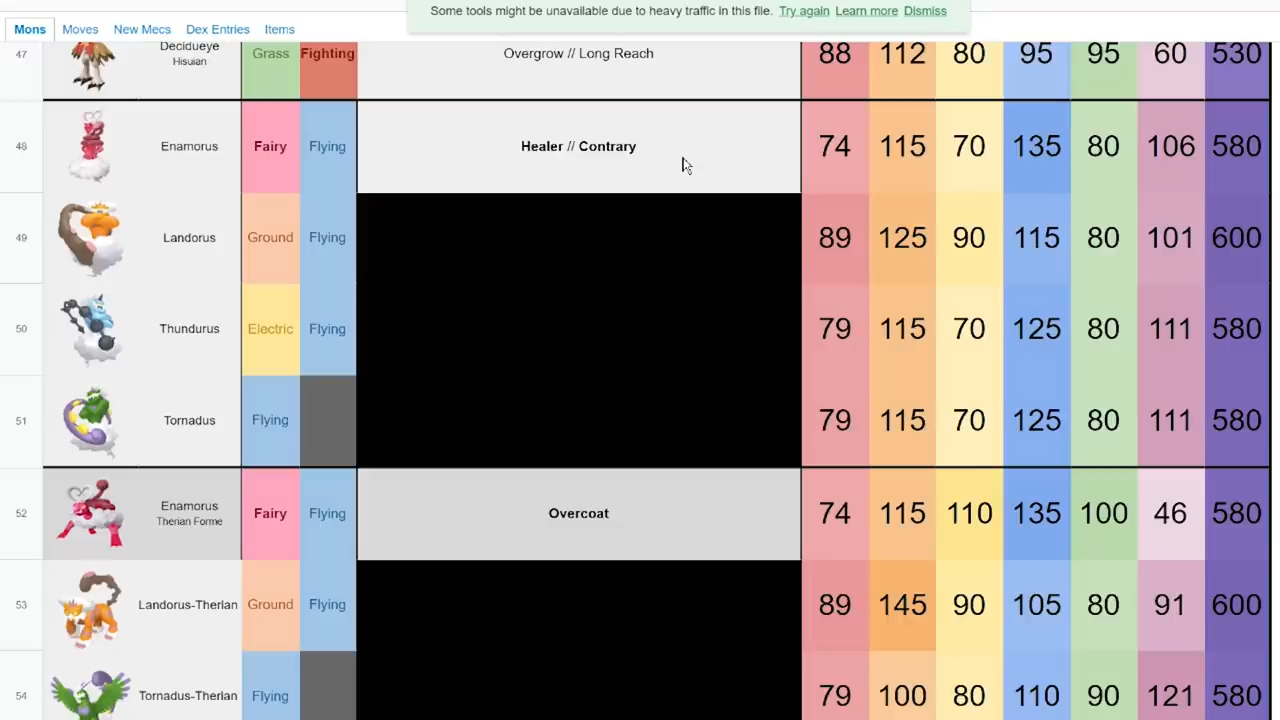 Some tools might be unavailable due to heavy traffic in this file. Try again Learn more Dismiss
Mons Moves New Mecs Dex Entries Items
47 Decidueye Hisuian Grass Fighting Overgrow // Long Reach 88 112 80 95 95 60 530
48 Enamorus Fairy Flying Healer // Contrary 74 115 70 135 80 106 580
49 Landorus Ground Flying 89 125 90 115 80 101 600
50 Thundurus Electric Flying 79 115 70 125 80 111 580
51 Tornadus Flying 79 115 70 125 80 111 580
52 Enamorus Therian Forme Fairy Flying Overcoat 74 115 110 135 100 46 580
53 Landorus-Therian Ground Flying 89 145 90 105 80 91 600
54 Tornadus-Therian Flying 79 100 80 110 90 121 580